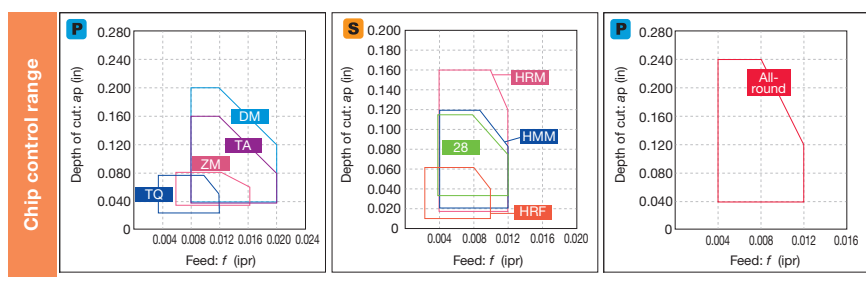 Chip control range
P
Depth of cut: ap (in)
0.280
0.240
0.200
0.160
0.120
0.080
0.040
0
DM
TA
ZM
TQ
0.004 0.008 0.012 0.016 0.020 0.024
Feed: f (ipr)
S
Depth of cut: ap (in)
0.200
0.180
0.160
0.140
0.120
0.100
0.080
0.060
0.040
0.020
0
HRM
HMM
28
HRF
0.004 0.008 0.012 0.016 0.020
Feed: f (ipr)
P
Depth of cut: ap (in)
0.280
0.240
0.200
0.160
0.120
0.080
0.040
0
All-
round
0.004 0.008 0.012 0.016
Feed: f (ipr)